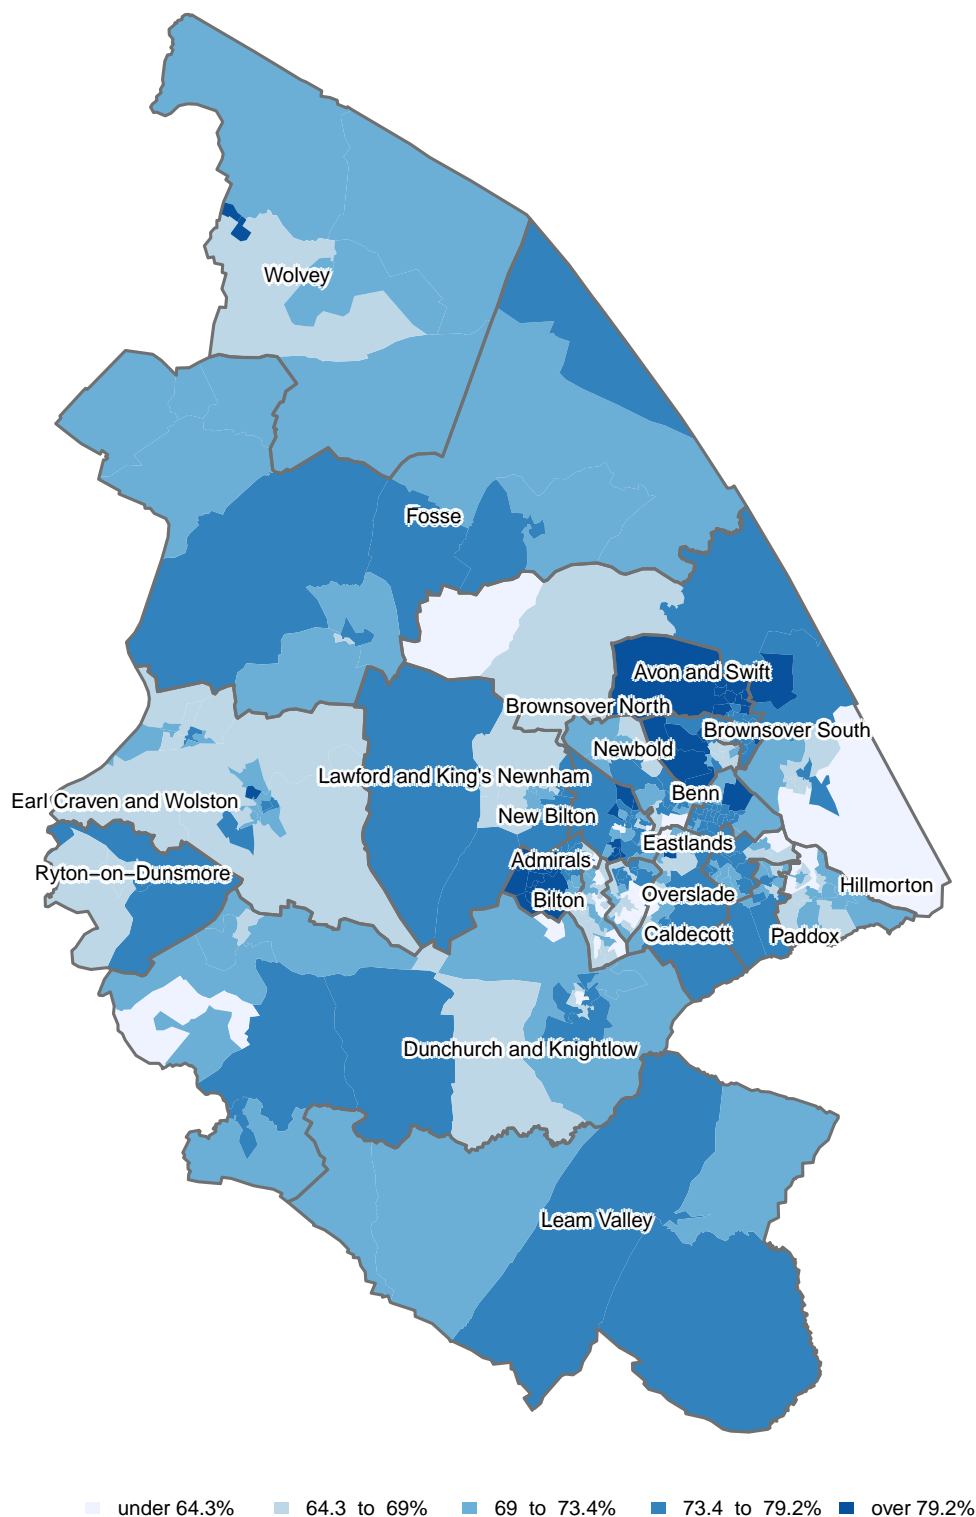 Wolvey
Fosse
Avon and Swift
Brownsover North
Brownsover South
Newbold
Lawford and King's Newnham
Benn
Earl Craven and Wolston
New Bilton
Eastlands
Admirals
Ryton−on−Dunsmore
Hillmorton
Overslade
Bilton
Caldecott
Paddox
Dunchurch and Knightlow
Leam Valley
under 64.3% 64.3 to 69% 69 to 73.4% 73.4 to 79.2% over 79.2%